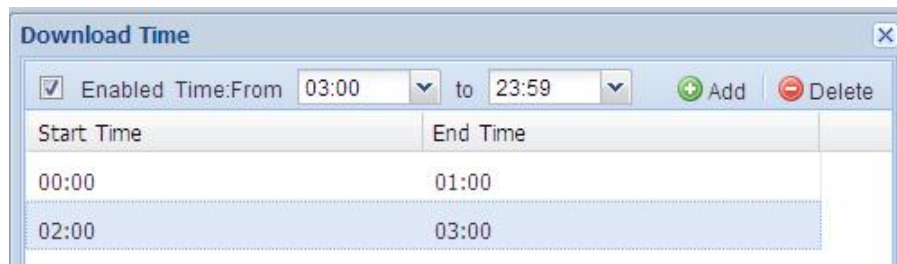 Download Time
Enabled Time:From 03:00 to 23:59 Add Delete
Start Time End Time
00:00 01:00
02:00 03:00